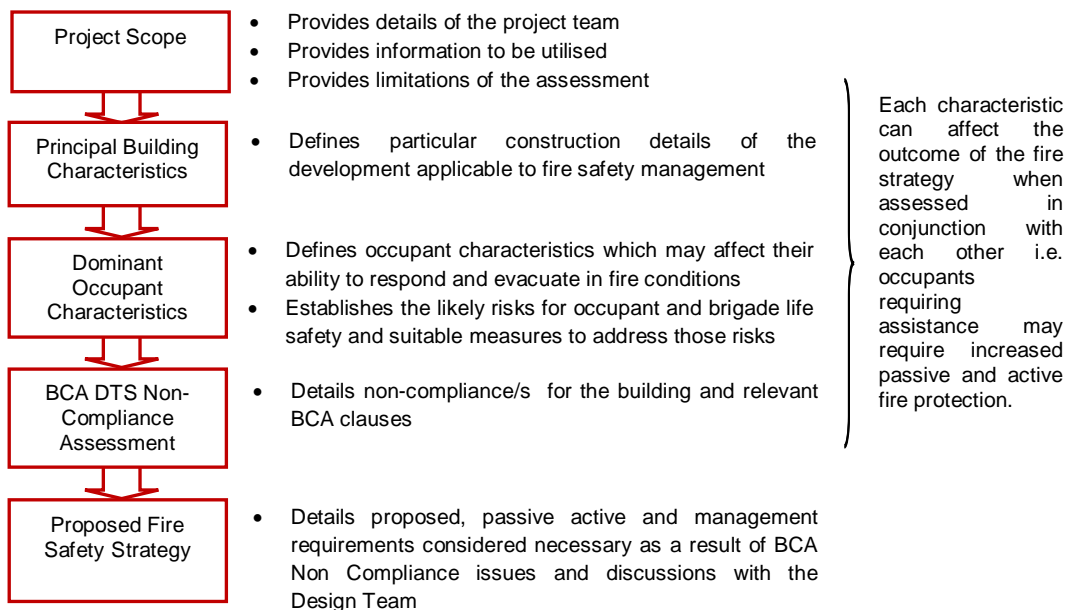 Project Scope
• Provides details of the project team
• Provides information to be utilised
• Provides limitations of the assessment
Principal Building
Characteristics
• Defines particular construction details of the
development applicable to fire safety management
Dominant
Occupant
Characteristics
• Defines occupant characteristics which may affect their
ability to respond and evacuate in fire conditions
• Establishes the likely risks for occupant and brigade life
safety and suitable measures to address those risks
BCA DTS Non-
Compliance
Assessment
• Details non-compliance/s for the building and relevant
BCA clauses
Proposed Fire
Safety Strategy
• Details proposed, passive active and management
requirements considered necessary as a result of BCA
Non Compliance issues and discussions with the
Design Team
Each characteristic
can affect the
outcome of the fire
strategy when
assessed in
conjunction with
each other i.e.
occupants
requiring
assistance may
require increased
passive and active
fire protection.